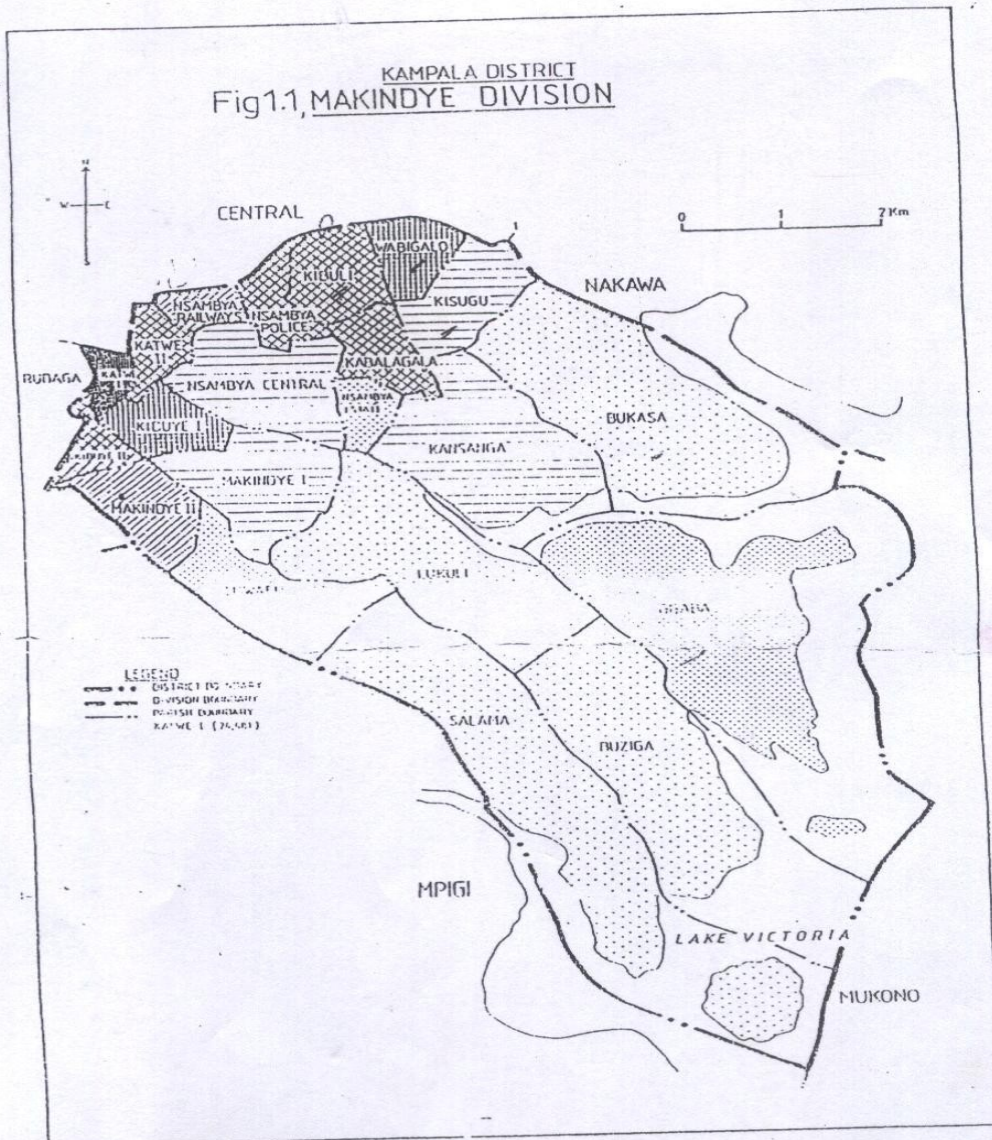 KAMPALA DISTRICT
Fig1.1, MAKINDYE DIVISION
N
W
E
CENTRAL
0 1 2 Km
WABIGALO
KIBULI
NAKAWA
KISUGU
NSAMBYA
RAILWAYS
NSAMBYA
POLICE
KATWE
II
KABALAGALA
RUBAGA
NSAMBYA CENTRAL
NSAMBYA
BUKASA
KANSANGA
MAKINDYE I
MAKINDYE II
LUKULI
GGABA
LEGEND
DISTRICT BOUNDARY
DIVISION BOUNDARY
PARISH BOUNDARY
SALAMA
BUZIGA
MPIGI
LAKE VICTORIA
MUKONO